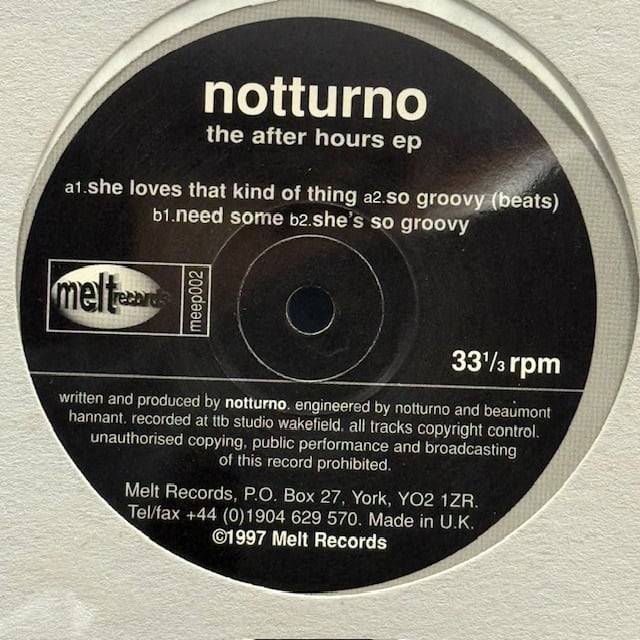 notturno
the after hours ep
a1.she loves that kind of thing a2.so groovy (beats)
b1.need some b2.she's so groovy
melt records
meep002
33 1/3 rpm
written and produced by notturno. engineered by notturno and beaumont
hannant. recorded at ttb studio wakefield. all tracks copyright control.
unauthorised copying, public performance and broadcasting
of this record prohibited.
Melt Records, P.O. Box 27, York, YO2 1ZR.
Tel/fax +44 (0)1904 629 570. Made in U.K.
©1997 Melt Records